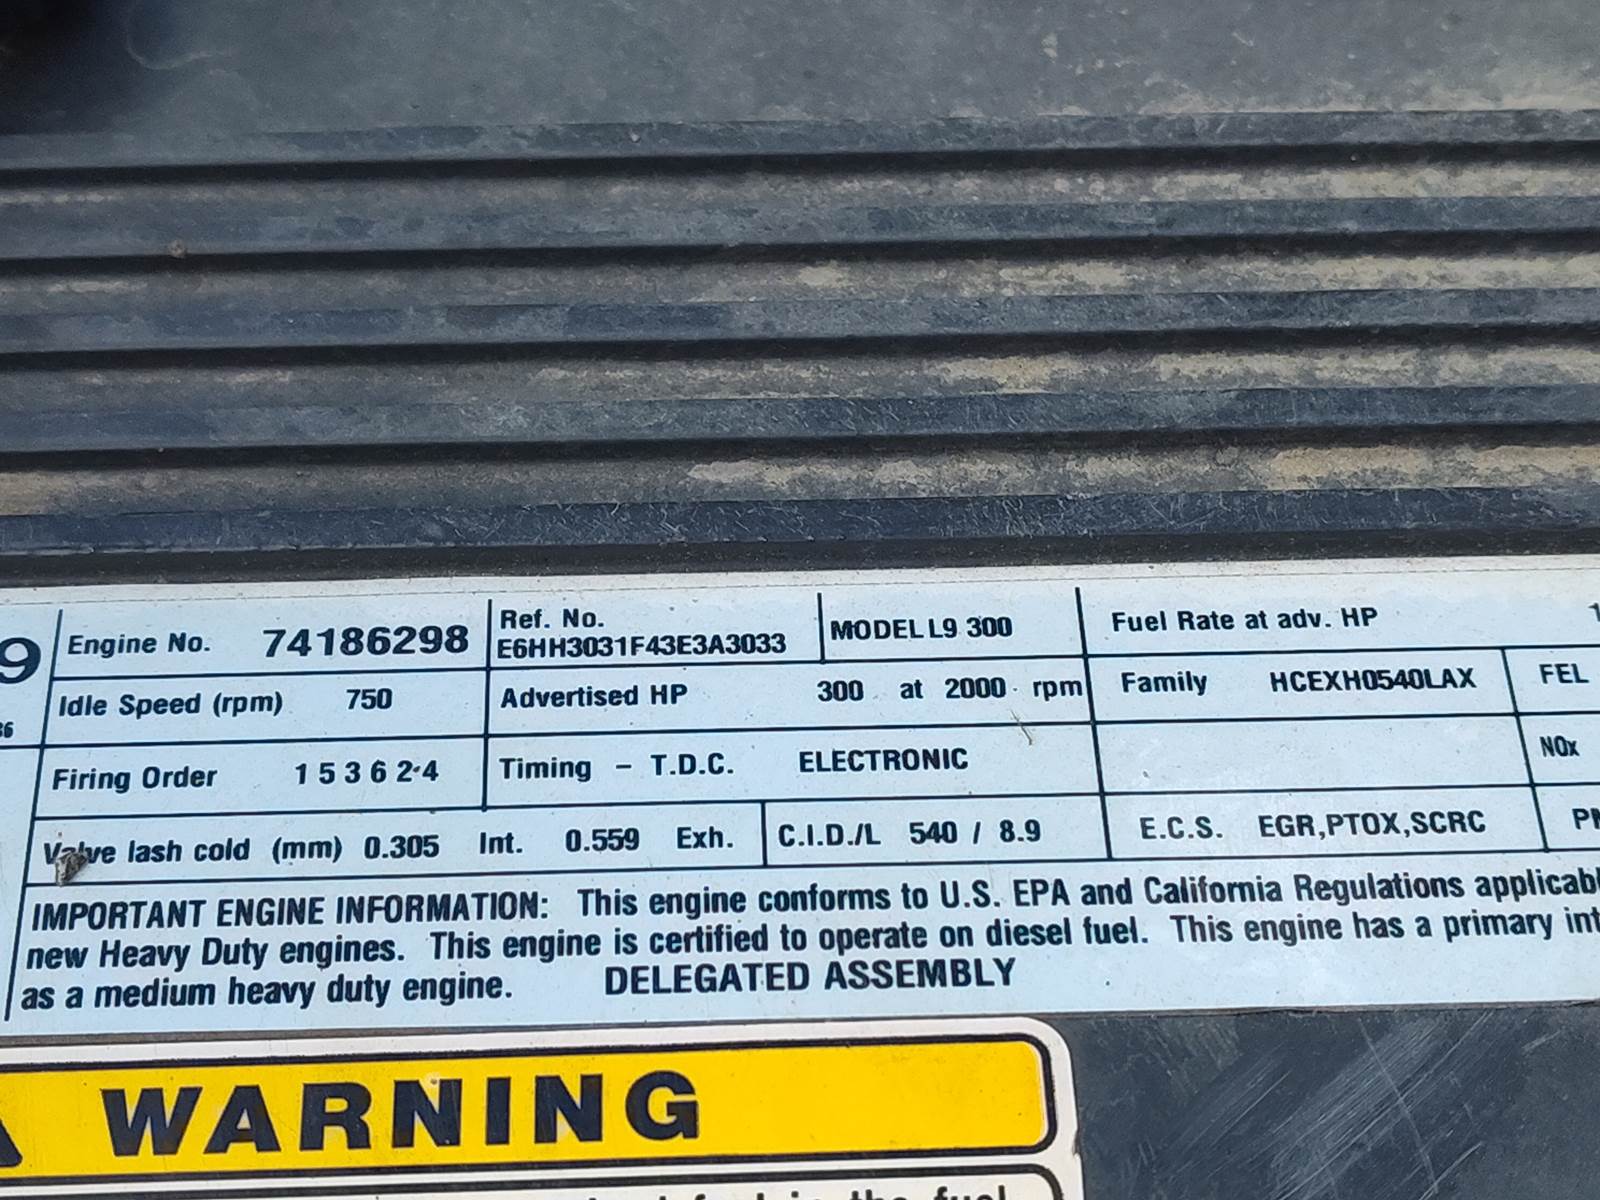 9
Engine No. 74186298
Ref. No.
E6HH3031F43E3A3033
MODEL L9 300
Fuel Rate at adv. HP
Idle Speed (rpm) 750
Advertised HP 300 at 2000 rpm
Family HCEXH0540LAX
FEL
Firing Order 1 5 3 6 2 4
Timing - T.D.C. ELECTRONIC
NOx
Valve lash cold (mm) 0.305 Int. 0.559 Exh.
C.I.D./L 540 / 8.9
E.C.S. EGR,PTOX,SCRC
IMPORTANT ENGINE INFORMATION: This engine conforms to U.S. EPA and California Regulations
new Heavy Duty engines. This engine is certified to operate on diesel fuel. This engine has a primary
as a medium heavy duty engine. DELEGATED ASSEMBLY
WARNING
in the fuel